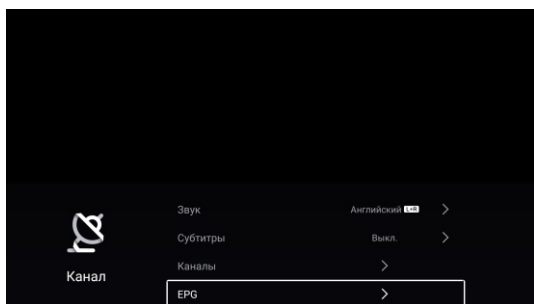 Звук Английский L+R
Субтитры Выкл.
Каналы
Канал
EPG